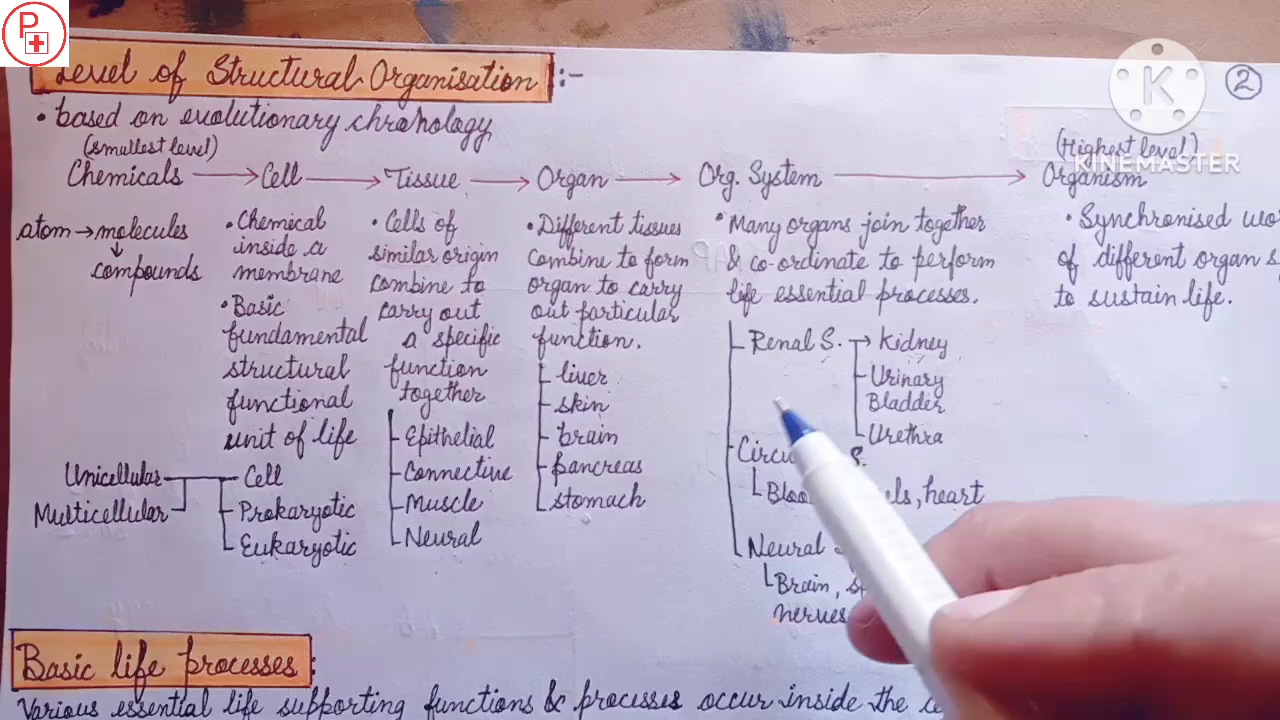 P
Level of Structural Organisation :-
K
KINEMASTER
2
• based on evolutionary chronology
(smallest level)
(Highest level)
Chemicals → Cell → Tissue → Organ → Org. System → Organism
atom → molecules
↓
compounds
• Chemical
inside a
membrane
• Basic
fundamental
structural
functional
unit of life
Unicellular
Multicellular
Cell
Prokaryotic
Eukaryotic
• Cells of
similar origin
combine to
carry out
a specific
function
together
Epithelial
Connective
Muscle
Neural
• Different tissues
combine to form
organ to carry
out particular
function.
liver
skin
brain
pancreas
stomach
• Many organs join together
& co-ordinate to perform
life essential processes.
Renal S. → Kidney
Urinary
Bladder
Urethra
S.
heart
Neural
Brain,
nerves
• Synchronised
of different organ
to sustain life.
Basic life processes :
Various essential life supporting functions & processes occur inside the